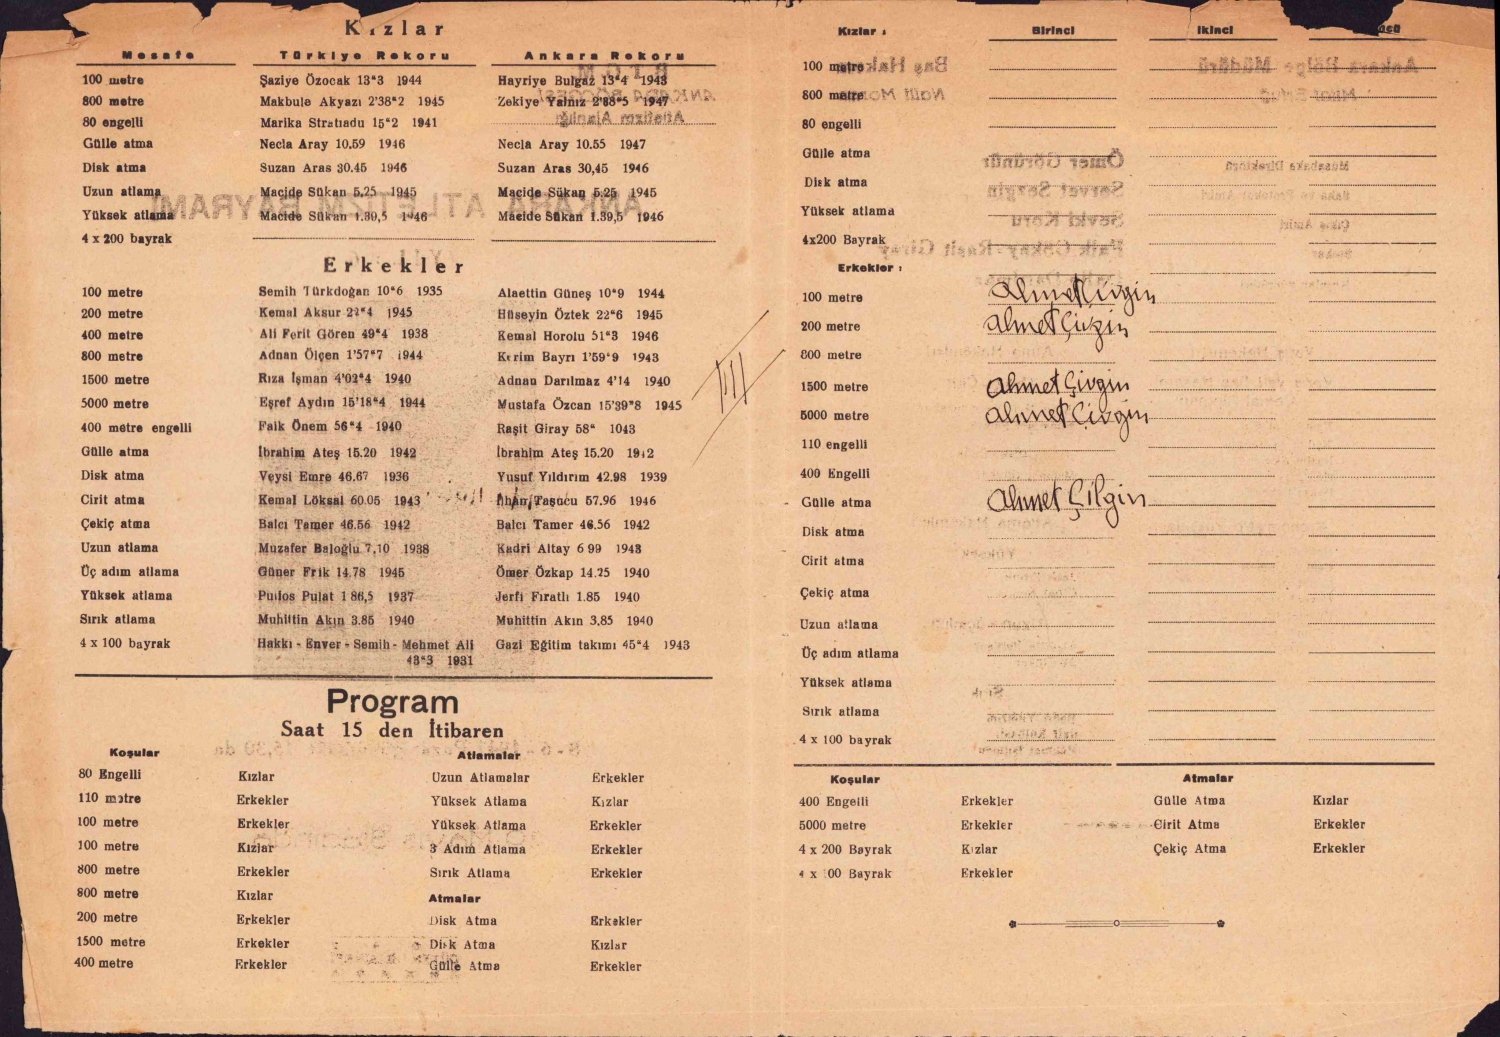 Kızlar
Mesafe Türkiye Rekoru Ankara Rekoru
100 metre Şaziye Özocak 13"3 1944 Hayriye Bulgaz 13"4 1943
800 metre Makbule Akyazı 2'38"2 1945 Zekiye Yalnız 2'38"5 1947
80 engelli Marika Stratiadu 15"2 1941
Gülle atma Necla Aray 10.59 1946 Necla Aray 10.55 1947
Disk atma Suzan Aras 30.45 1946 Suzan Aras 30,45 1946
Uzun atlama Macide Sükan 5.25 1945 Macide Sükan 5.25 1945
Yüksek atlama Macide Sükan 1.39,5 1946 Macide Sükan 1.39,5 1946
4 x 200 bayrak
Erkekler
100 metre Semih Türkdoğan 10"6 1935 Alaettin Güneş 10"9 1944
200 metre Kemal Aksur 22"4 1945 Hüseyin Öztek 22"6 1945
400 metre Ali Ferit Gören 49"4 1938 Kemal Horolu 51"3 1946
800 metre Adnan Ölçen 1'57"7 1944 Kerim Bayrı 1'59"9 1943
1500 metre Rıza İşman 4'02"4 1940 Adnan Darılmaz 4'14 1940
5000 metre Eşref Aydın 15'18"4 1944 Mustafa Özcan 15'39"8 1945
400 metre engelli Faik Önem 56"4 1940 Raşit Giray 58" 1043
Gülle atma İbrahim Ateş 15.20 1942 İbrahim Ateş 15.20 1942
Disk atma Veysi Emre 46.67 1936 Yusuf Yıldırım 42.98 1939
Cirit atma Kemal Löksal 60.05 1943 Taşucu 57.96 1946
Çekiç atma Balcı Tamer 46.56 1942 Balcı Tamer 46.56 1942
Uzun atlama Muzafer Baloğlu 7,10 1938 Kadri Altay 6 99 1943
Üç adım atlama Güner Frik 14.78 1945 Ömer Özkap 14.25 1940
Yüksek atlama Pulos Pulat 1 86,5 1937 Jerfi Fıratlı 1.85 1940
Sırık atlama Muhittin Akın 3.85 1940 Muhittin Akın 3.85 1940
4 x 100 bayrak Hakkı - Enver - Semih - Mehmet Ali Gazi Eğitim takımı 45"4 1943
43"3 1931
Program
Saat 15 den İtibaren
Koşular Atlamalar
80 Engelli Kızlar Uzun Atlamalar Erkekler
110 metre Erkekler Yüksek Atlama Kızlar
100 metre Erkekler Yüksek Atlama Erkekler
100 metre Kızlar 3 Adım Atlama Erkekler
800 metre Erkekler Sırık Atlama Erkekler
800 metre Kızlar Atmalar
200 metre Erkekler Disk Atma Erkekler
1500 metre Erkekler Disk Atma Kızlar
400 metre Erkekler Gülle Atma Erkekler
Kızlar : Birinci İkinci
100 metre
800 metre
80 engelli
Gülle atma
Disk atma
Yüksek atlama
4x200 Bayrak
Erkekler :
100 metre Ahmet Çivgin
200 metre Ahmet Çivgin
800 metre
1500 metre Ahmet Çivgin
5000 metre Ahmet Çivgin
110 engelli
400 Engelli
Gülle atma Ahmet Çılgin
Disk atma
Cirit atma
Çekiç atma
Uzun atlama
Üç adım atlama
Yüksek atlama
Sırık atlama
4 x 100 bayrak
Koşular Atmalar
400 Engelli Erkekler Gülle Atma Kızlar
5000 metre Erkekler Cirit Atma Erkekler
4 x 200 Bayrak Kızlar Çekiç Atma Erkekler
4 x 100 Bayrak Erkekler